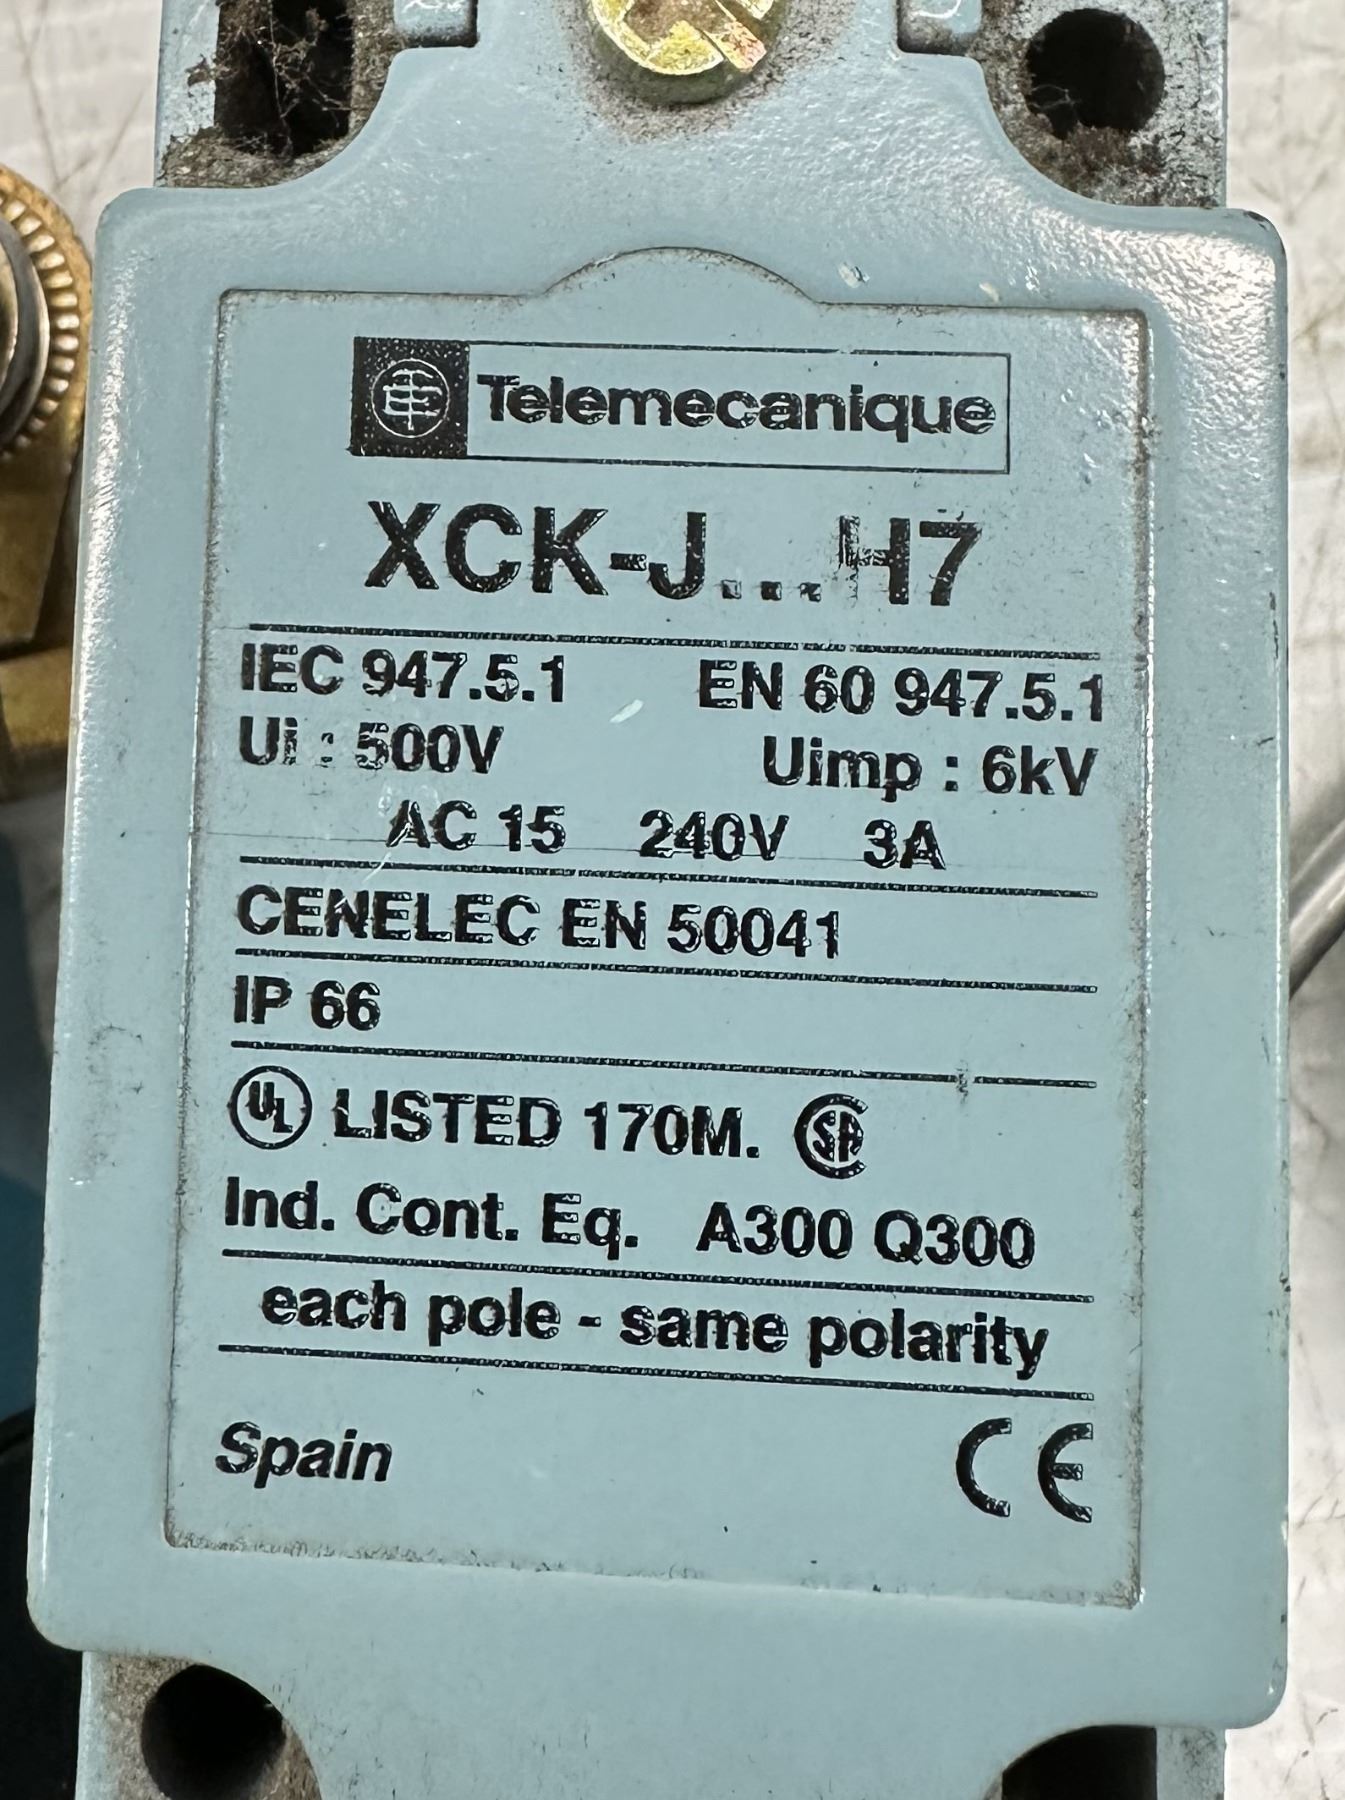 Telemecanique
XCK-J...H7
IEC 947.5.1 EN 60 947.5.1
Ui : 500V Uimp : 6kV
AC 15 240V 3A
CENELEC EN 50041
IP 66
UL LISTED 170M. CSA
Ind. Cont. Eq. A300 Q300
each pole - same polarity
Spain CE